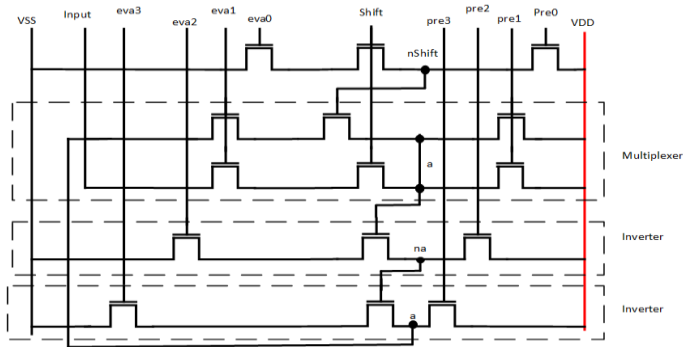 VSS
Input
eva3
eva2
eva1
eva0
Shift
pre3
pre2
pre1
Pre0
VDD
nShift
Multiplexer
a
Inverter
na
Inverter
a